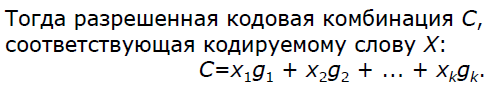 Тогда разрешенная кодовая комбинация C,
соответствующая кодируемому слову X:
C=x₁g₁ + x₂g₂ + … + xₖgₖ.